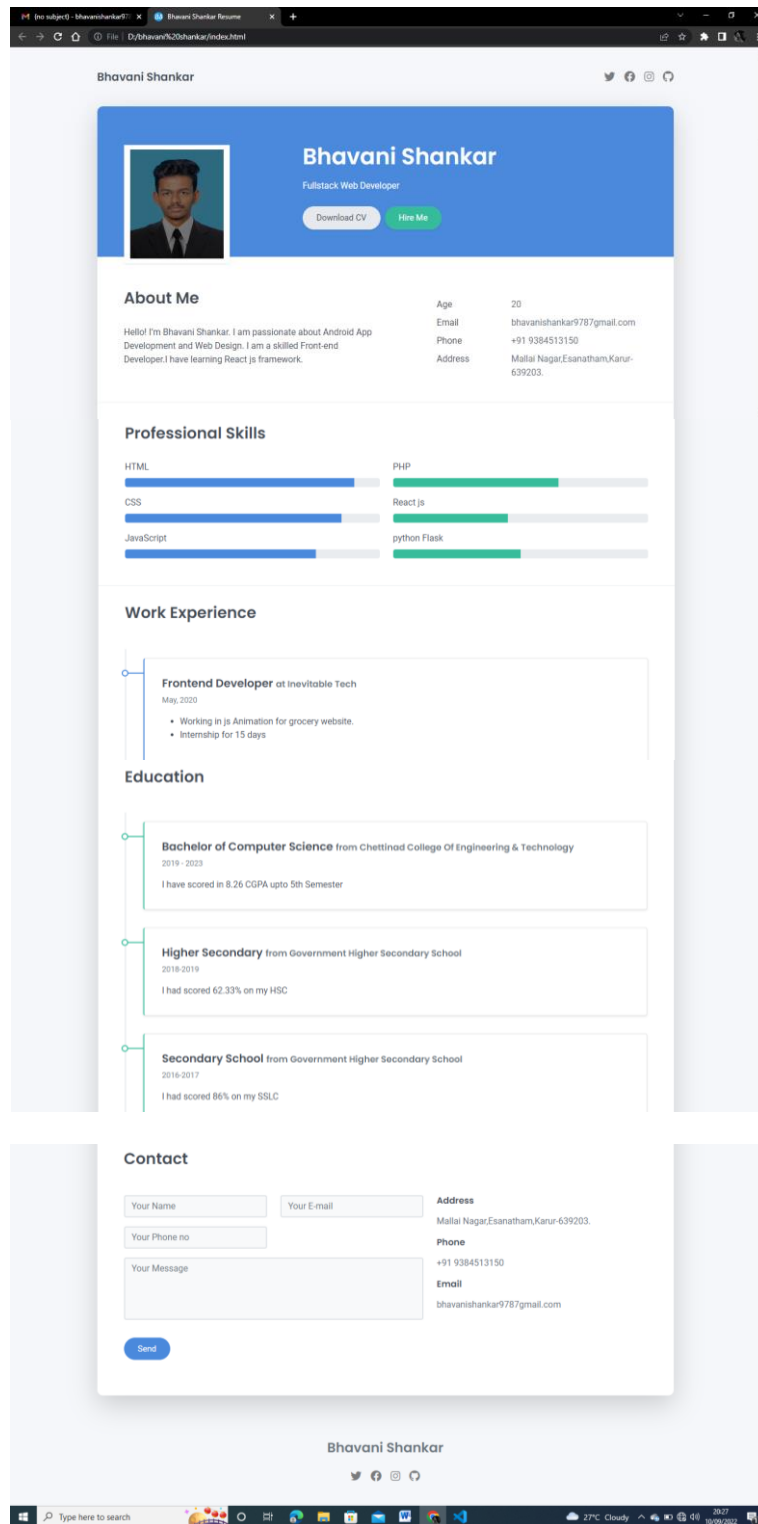 (no subject) - bhavanishankar97
Bhavani Shankar Resume
File | D:/bhavani%20shankar/index.html
Bhavani Shankar
Bhavani Shankar
Fullstack Web Developer
Download CV
Hire Me
About Me
Hello! I'm Bhavani Shankar. I am passionate about Android App
Development and Web Design. I am a skilled Front-end
Developer.I have learning React js framework.
Age 20
Email bhavanishankar9787gmail.com
Phone +91 9384513150
Address Mallai Nagar,Esanatham,Karur-
639203.
Professional Skills
HTML
PHP
CSS
React js
JavaScript
python Flask
Work Experience
Frontend Developer at Inevitable Tech
May, 2020
• Working in js Animation for grocery website.
• Internship for 15 days
Education
Bachelor of Computer Science from Chettinad College Of Engineering & Technology
2019 - 2023
I have scored in 8.26 CGPA upto 5th Semester
Higher Secondary from Government Higher Secondary School
2018-2019
I had scored 62.33% on my HSC
Secondary School from Government Higher Secondary School
2016-2017
I had scored 86% on my SSLC
Contact
Your Name
Your E-mail
Your Phone no
Your Message
Send
Address
Mallai Nagar,Esanatham,Karur-639203.
Phone
+91 9384513150
Email
bhavanishankar9787gmail.com
Bhavani Shankar
Type here to search
27°C Cloudy
20:27
10/09/2022